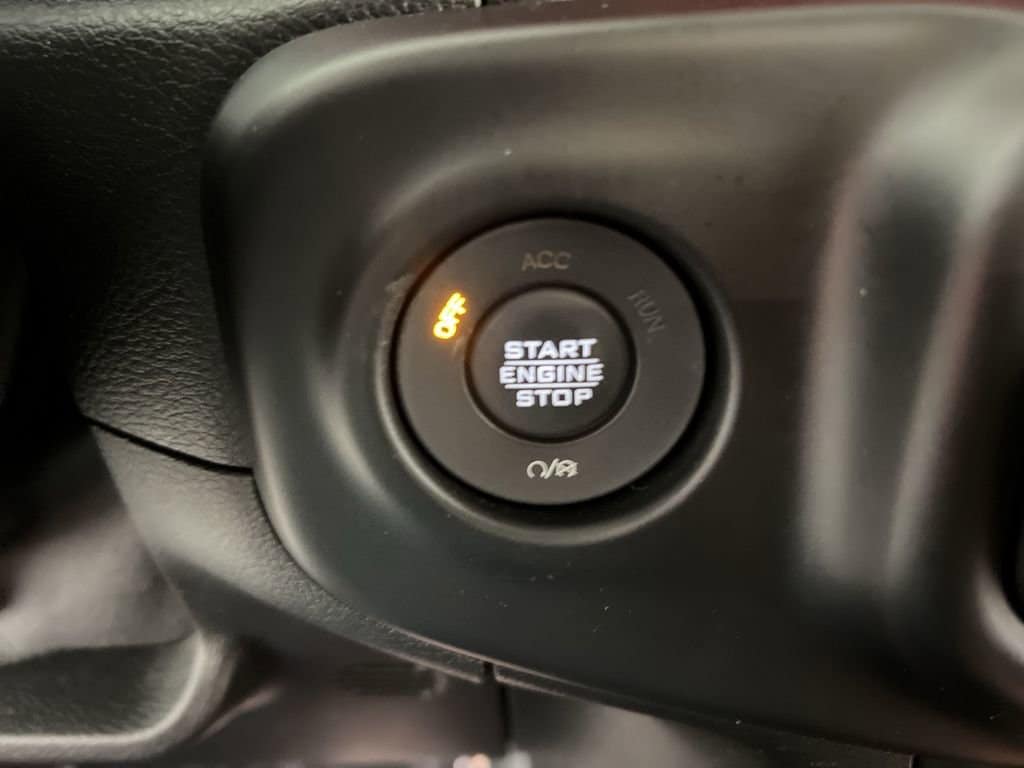 ACC
OFF
RUN
START
ENGINE
STOP